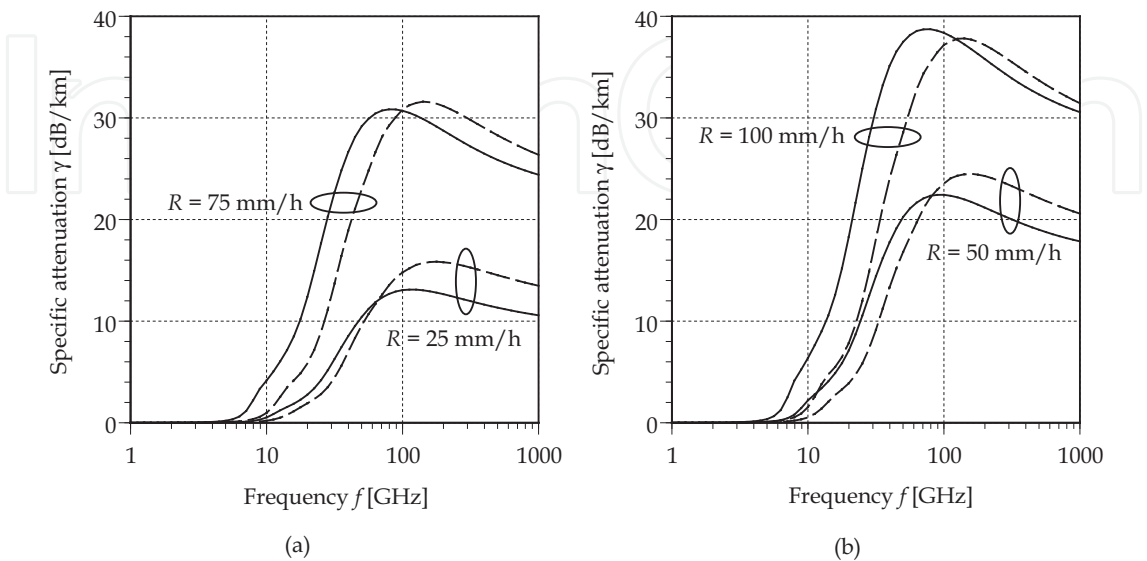 40
30
20
10
0
Specific attenuation γ [dB/km]
R = 75 mm/h
R = 25 mm/h
1
10
100
1000
Frequency f [GHz]
(a)
40
30
20
10
0
Specific attenuation γ [dB/km]
R = 100 mm/h
R = 50 mm/h
1
10
100
1000
Frequency f [GHz]
(b)